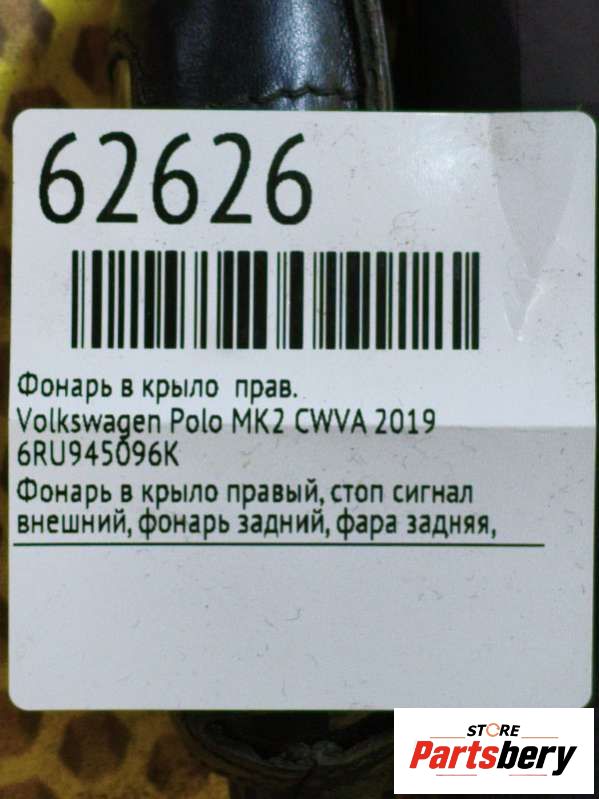 62626
Фонарь в крыло прав.
Volkswagen Polo MK2 CWVA 2019
6RU945096K
Фонарь в крыло правый, стоп сигнал
внешний, фонарь задний, фара задняя,
STORE
Partsbery